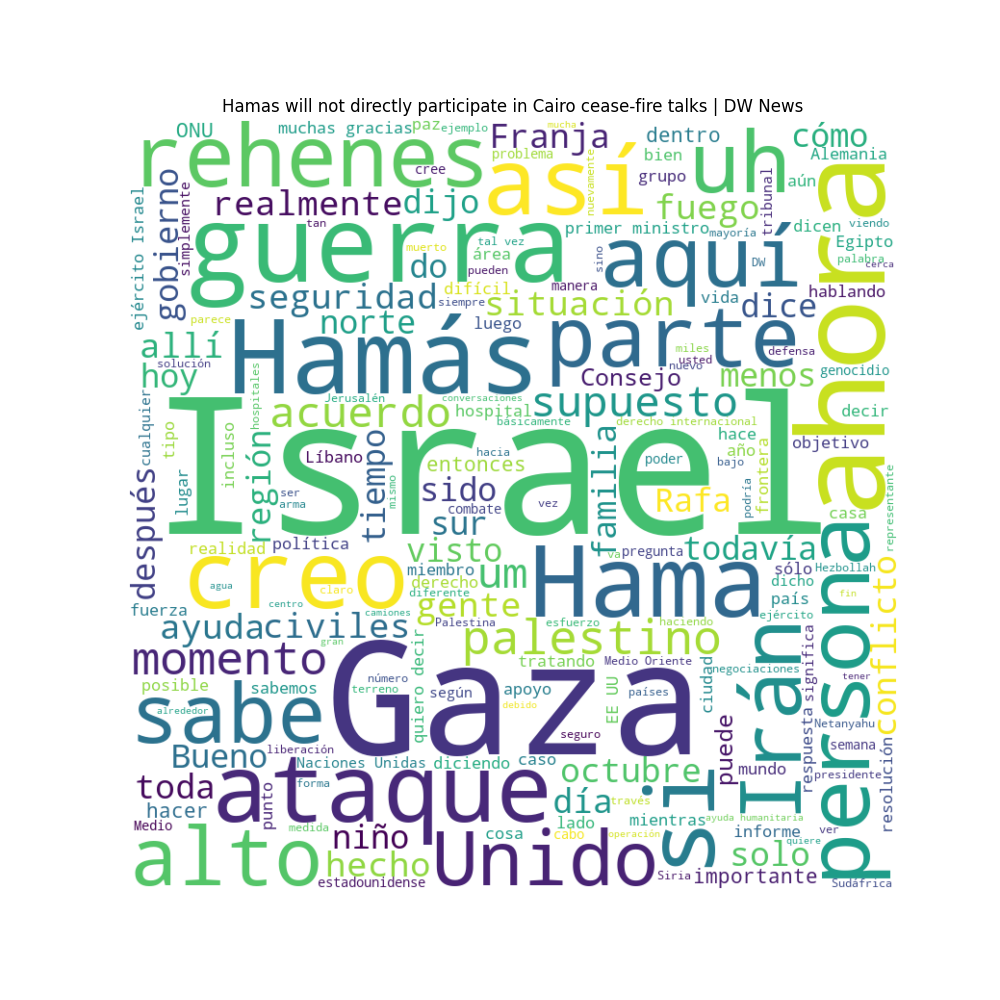 Hamas will not directly participate in Cairo cease-fire talks | DW News
ONU
muchas gracias
paz
ejemplo
mucha
Franja
dentro
cómo
rehenes
cree
problema
así
nuevamente
bien
uh
Alemania
grupo
aún
tribunal
ahora
ejército Israel
gobierno
simplemente
realmente
dijo
fuego
primer ministro
mayoría
dicen
viendo
tan
guerra
muerto
tal vez
área
sino
aquí
DW
Egipto
palabra
cerca
do
pueden
manera
seguridad
difícil
siempre
situación
vida
dice
hablando
parece
norte
luego
allí
solución
Hamás
parte
miles
usted
nuevo
defensa
hoy
Consejo
menos
genocidio
cualquier
hospitales
Jerusalén
conversaciones
acuerdo
hospital
básicamente
supuesto
derecho internacional
decir
tipo
incluso
Israel
hace
año
objetivo
región
Líbano
tiempo
hacia
entonces
familia
poder
bajo
frontera
lugar
ser
arma
mismo
sido
combate
vez
Rafa
podría
casa
representante
después
sur
realidad
política
visto
va
pregunta
todavía
persona
creo
miembro
um
Hama
sólo
Hezbollah
agua
claro
derecho
diferente
dicho
conflicto
fin
fuerza
centro
camiones
gente
país
ejército
ayuda
civiles
Palestina
esfuerzo
haciendo
gran
quiero decir
palestino
Irán
significa
momento
Gaza
tratando
Medio Oriente
ciudad
negociaciones
tener
posible
sabemos
número
terreno
según
apoyo
EE UU
países
respuesta
alrededor
sabe
debido
Netanyahu
Bueno
liberación
seguro
puede
semana
resolución
Naciones Unidas
diciendo
caso
octubre
mundo
presidente
toda
ataque
forma
si
hacer
punto
día
través
Medio
medida
lado
mientras
ayuda humanitaria
alto
niño
cosa
cabo
operación
informe
ver
quiere
hecho
Unido
solo
estadounidense
Siria
importante
Sudáfrica